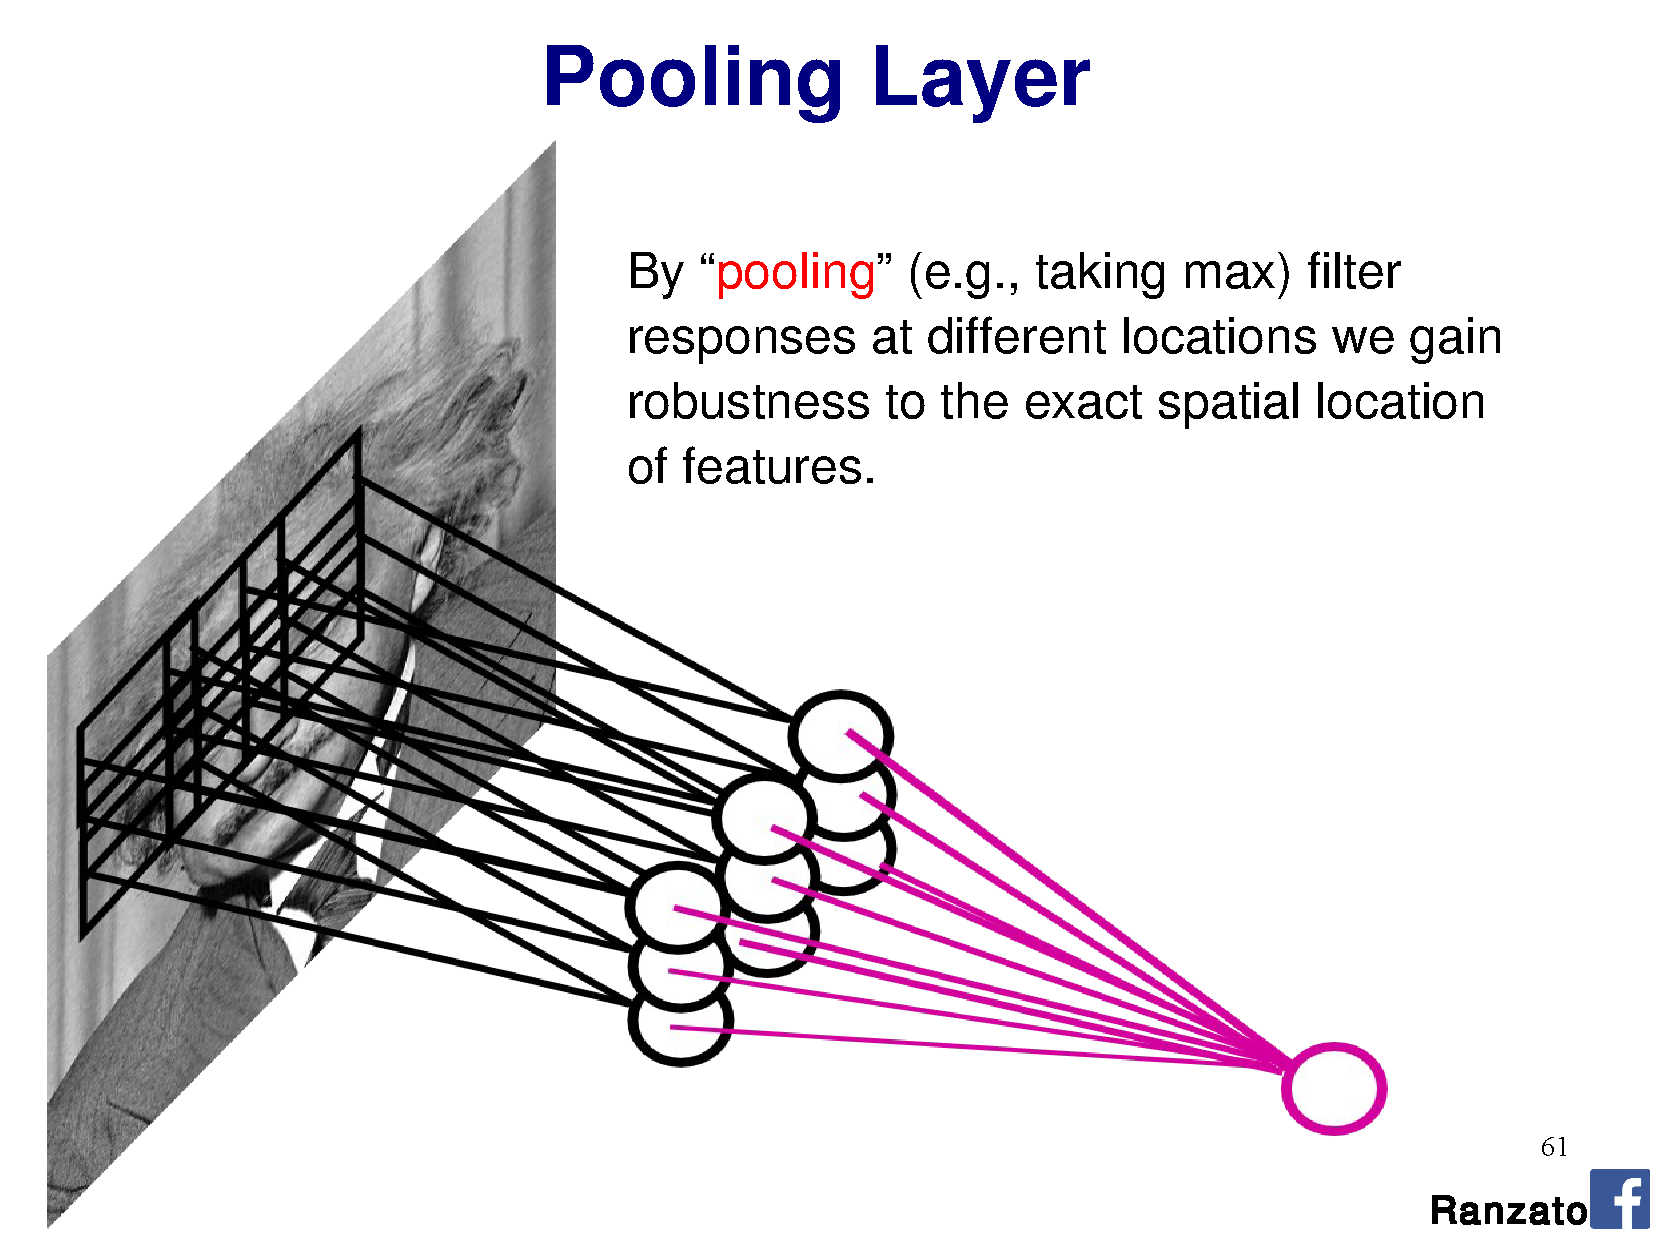 Pooling Layer
By “pooling” (e.g., taking max) filter
responses at different locations we gain
robustness to the exact spatial location
of features.
61
Ranzato
f